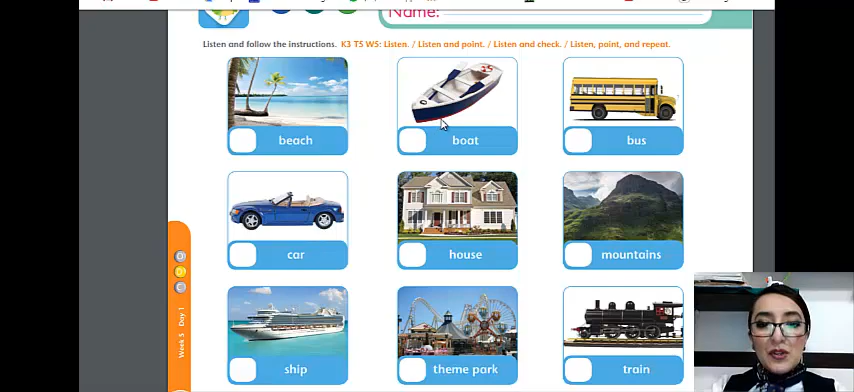 Name:
Listen and follow the instructions. K3 T5 W5: Listen. / Listen and point. / Listen and check. / Listen, point, and repeat.
beach
boat
bus
car
house
mountains
ship
theme park
train
Week 5 Day 1